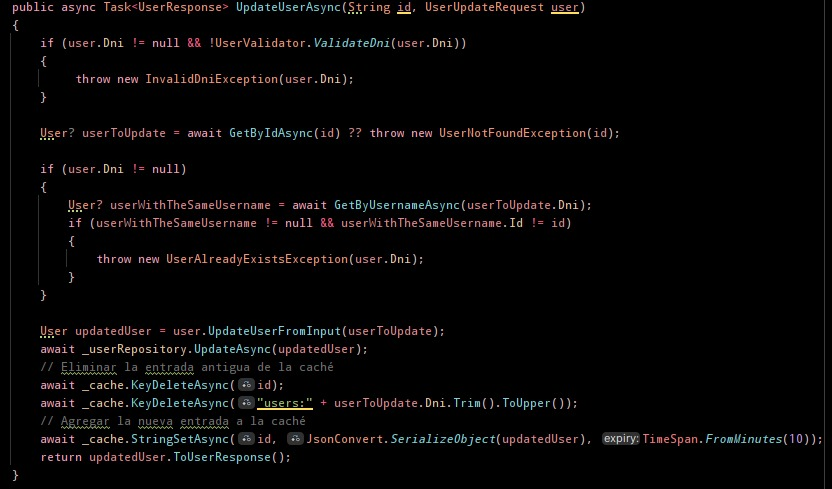 public async Task<UserResponse> UpdateUserAsync(String id, UserUpdateRequest user)
{
    if (user.Dni != null && !UserValidator.ValidateDni(user.Dni))
    {
         throw new InvalidDniException(user.Dni);
    }

    User? userToUpdate = await GetByIdAsync(id) ?? throw new UserNotFoundException(id);

    if (user.Dni != null)
    {
        User? userWithTheSameUsername = await GetByUsernameAsync(userToUpdate.Dni);
        if (userWithTheSameUsername != null && userWithTheSameUsername.Id != id)
        {
            throw new UserAlreadyExistsException(user.Dni);
        }
    }

    User updatedUser = user.UpdateUserFromInput(userToUpdate);
    await _userRepository.UpdateAsync(updatedUser);
    // Eliminar la entrada antigua de la caché
    await _cache.KeyDeleteAsync(id);
    await _cache.KeyDeleteAsync("users:" + userToUpdate.Dni.Trim().ToUpper());
    // Agregar la nueva entrada a la caché
    await _cache.StringSetAsync(id, JsonConvert.SerializeObject(updatedUser), expiry: TimeSpan.FromMinutes(10));
    return updatedUser.ToUserResponse();
}